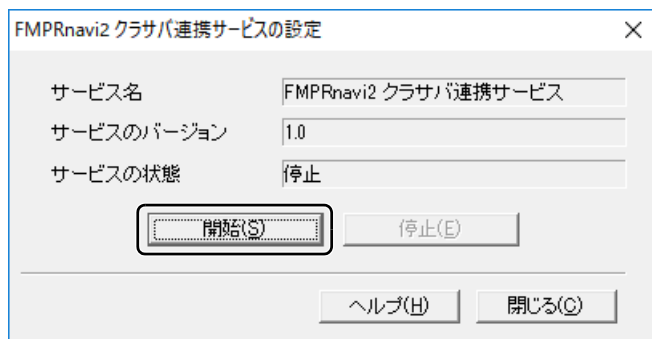 FMPRnavi2 クラサバ連携サービスの設定
サービス名 FMPRnavi2 クラサバ連携サービス
サービスのバージョン 1.0
サービスの状態 停止
開始(S) 停止(E)
ヘルプ(H) 閉じる(C)